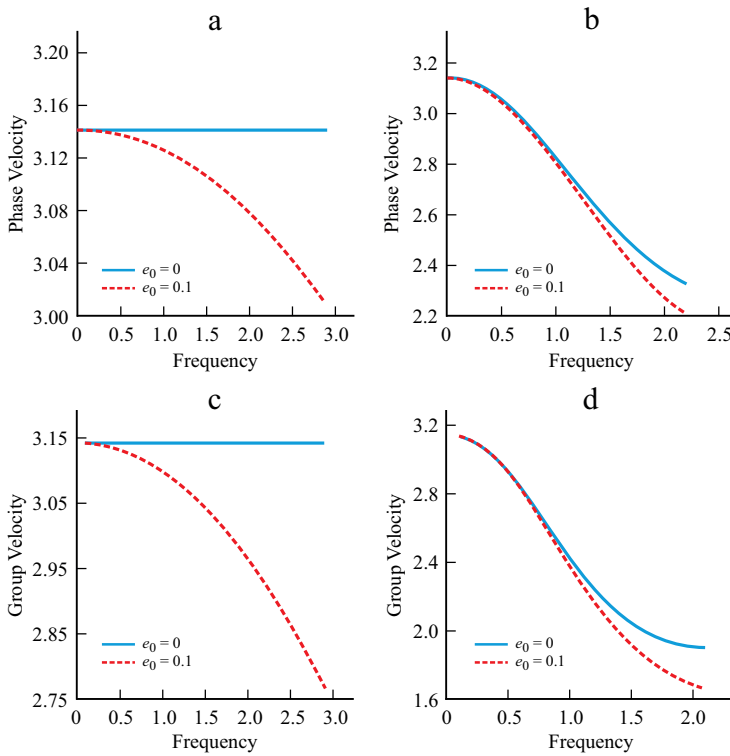 a
3.20
3.16
3.12
3.08
3.04
3.00
Phase Velocity
e0 = 0
e0 = 0.1
0 0.5 1.0 1.5 2.0 2.5 3.0
Frequency
b
3.2
3.0
2.8
2.6
2.4
2.2
Phase Velocity
e0 = 0
e0 = 0.1
0 0.5 1.0 1.5 2.0 2.5
Frequency
c
3.15
3.05
2.95
2.85
2.75
Group Velocity
e0 = 0
e0 = 0.1
0 0.5 1.0 1.5 2.0 2.5 3.0
Frequency
d
3.2
2.8
2.4
2.0
1.6
Group Velocity
e0 = 0
e0 = 0.1
0 0.5 1.0 1.5 2.0
Frequency